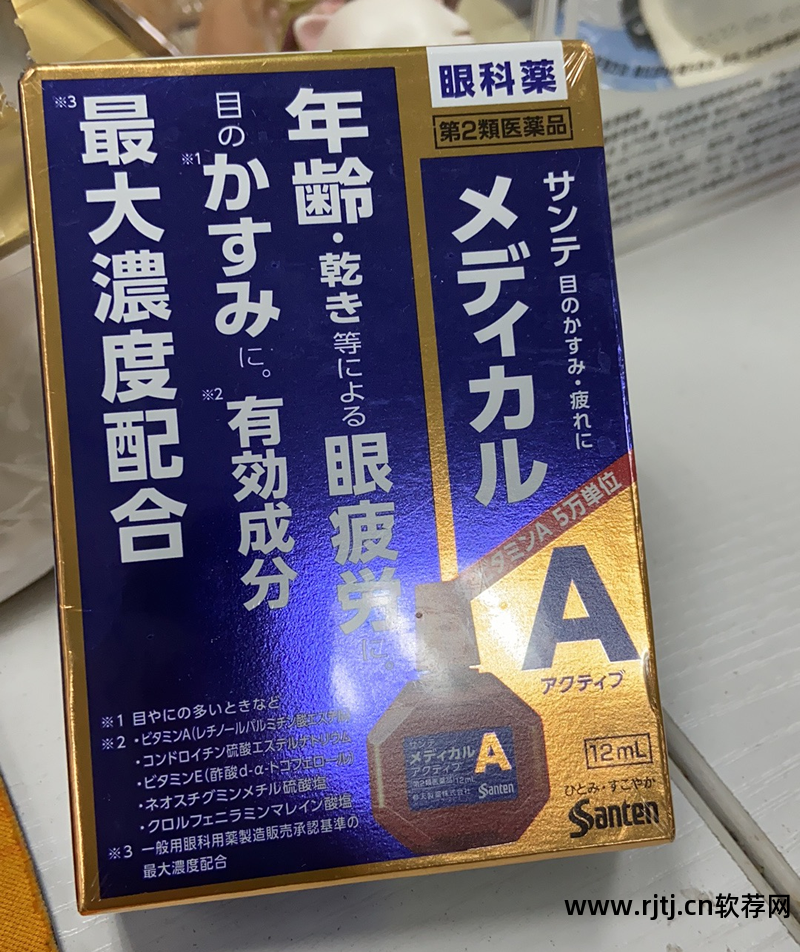 眼科薬
第2類医薬品
サンテ 目のかすみ・疲れに
メディカル
ミンA 5万単位
A
アクティブ
12mL
ひとみ・すこやか
Santen
年齢・乾き等による眼疲労に。
目のかすみ※1に。有効成分※2
最大濃度配合※3
メディカル
アクティブ
A
Santen
※1 目やにの多いときなど
※2 ・ビタミンA(レチノールパルミチン酸エステル)
・コンドロイチン硫酸エステルナトリウム
・ビタミンE(酢酸d-α-トコフェロール)
・ネオスチグミンメチル硫酸塩
・クロルフェニラミンマレイン酸塩
※3 一般用眼科用薬製造販売承認基準の
最大濃度配合
www.rjtj.cn软荐网